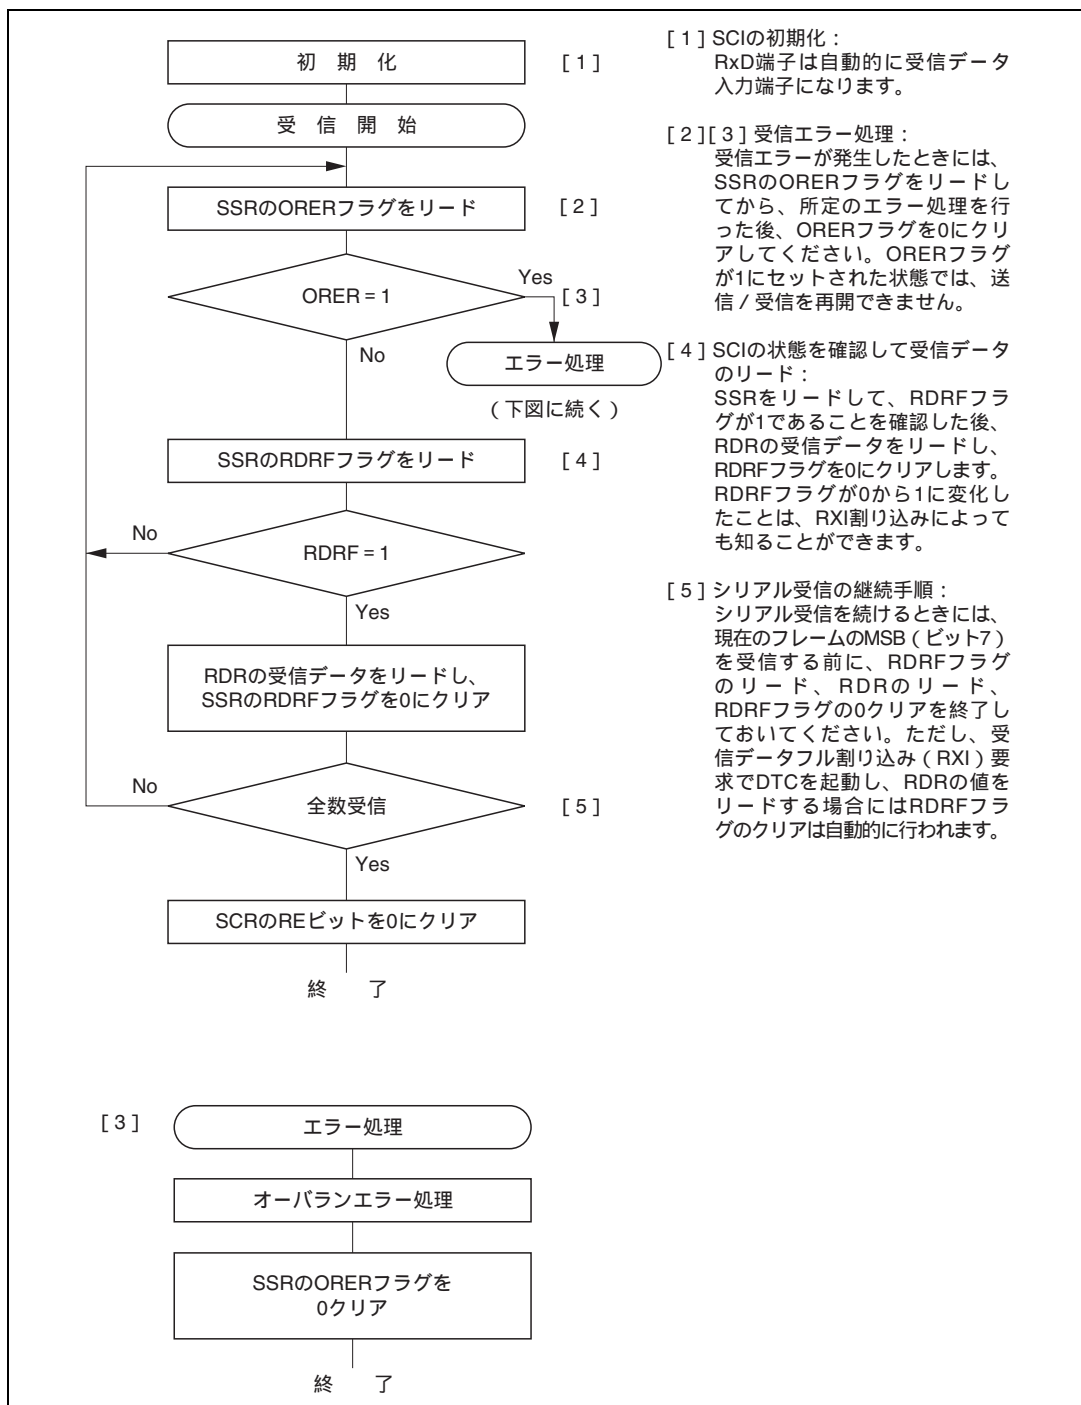 初 期 化
[ 1 ]
受 信 開 始
SSRのORERフラグをリード
[ 2 ]
ORER = 1
Yes
[ 3 ]
No
エラー処理
(下図に続く)
SSRのRDRFフラグをリード
[ 4 ]
No
RDRF = 1
Yes
RDRの受信データをリードし、
SSRのRDRFフラグを0にクリア
No
全数受信
[ 5 ]
Yes
SCRのREビットを0にクリア
終 了
[ 1 ] SCIの初期化:
RxD端子は自動的に受信データ
入力端子になります。
[ 2 ][ 3 ] 受信エラー処理:
受信エラーが発生したときには、
SSRのORERフラグをリードし
てから、所定のエラー処理を行
った後、ORERフラグを0にクリ
アしてください。ORERフラグ
が1にセットされた状態では、送
信/受信を再開できません。
[ 4 ] SCIの状態を確認して受信データ
のリード:
SSRをリードして、RDRFフラ
グが1であることを確認した後、
RDRの受信データをリードし、
RDRFフラグを0にクリアします。
RDRFフラグが0から1に変化し
たことは、RXI割り込みによって
も知ることができます。
[ 5 ] シリアル受信の継続手順:
シリアル受信を続けるときには、
現在のフレームのMSB(ビット7)
を受信する前に、RDRFフラグ
のリード、RDRのリード、
RDRFフラグの0クリアを終了し
ておいてください。ただし、受
信データフル割り込み(RXI)要
求でDTCを起動し、RDRの値を
リードする場合にはRDRFフラ
グのクリアは自動的に行われます。
[ 3 ]
エラー処理
オーバランエラー処理
SSRのORERフラグを
0クリア
終 了